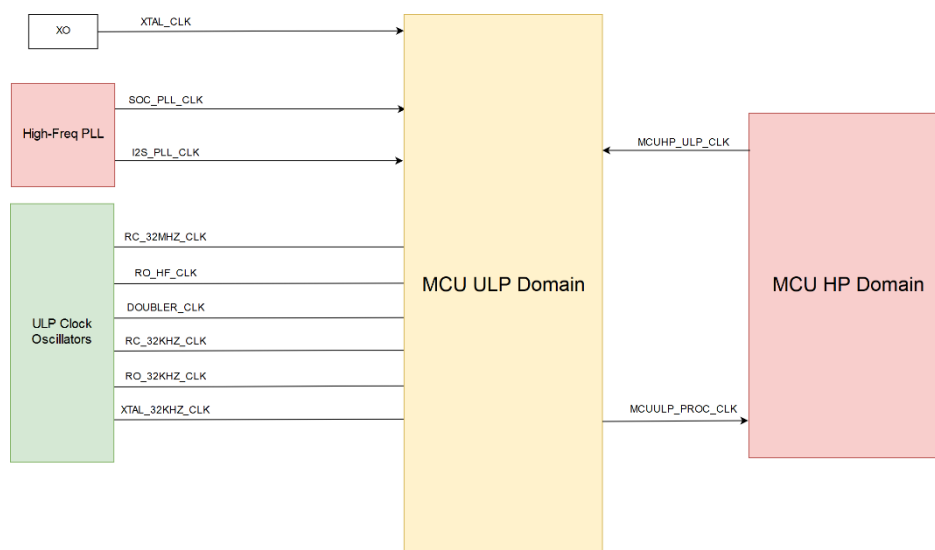 XO
XTAL_CLK
High-Freq PLL
SOC_PLL_CLK
I2S_PLL_CLK
ULP Clock
Oscillators
RC_32MHZ_CLK
RO_HF_CLK
DOUBLER_CLK
RC_32KHZ_CLK
RO_32KHZ_CLK
XTAL_32KHZ_CLK
MCU ULP Domain
MCUHP_ULP_CLK
MCUULP_PROC_CLK
MCU HP Domain